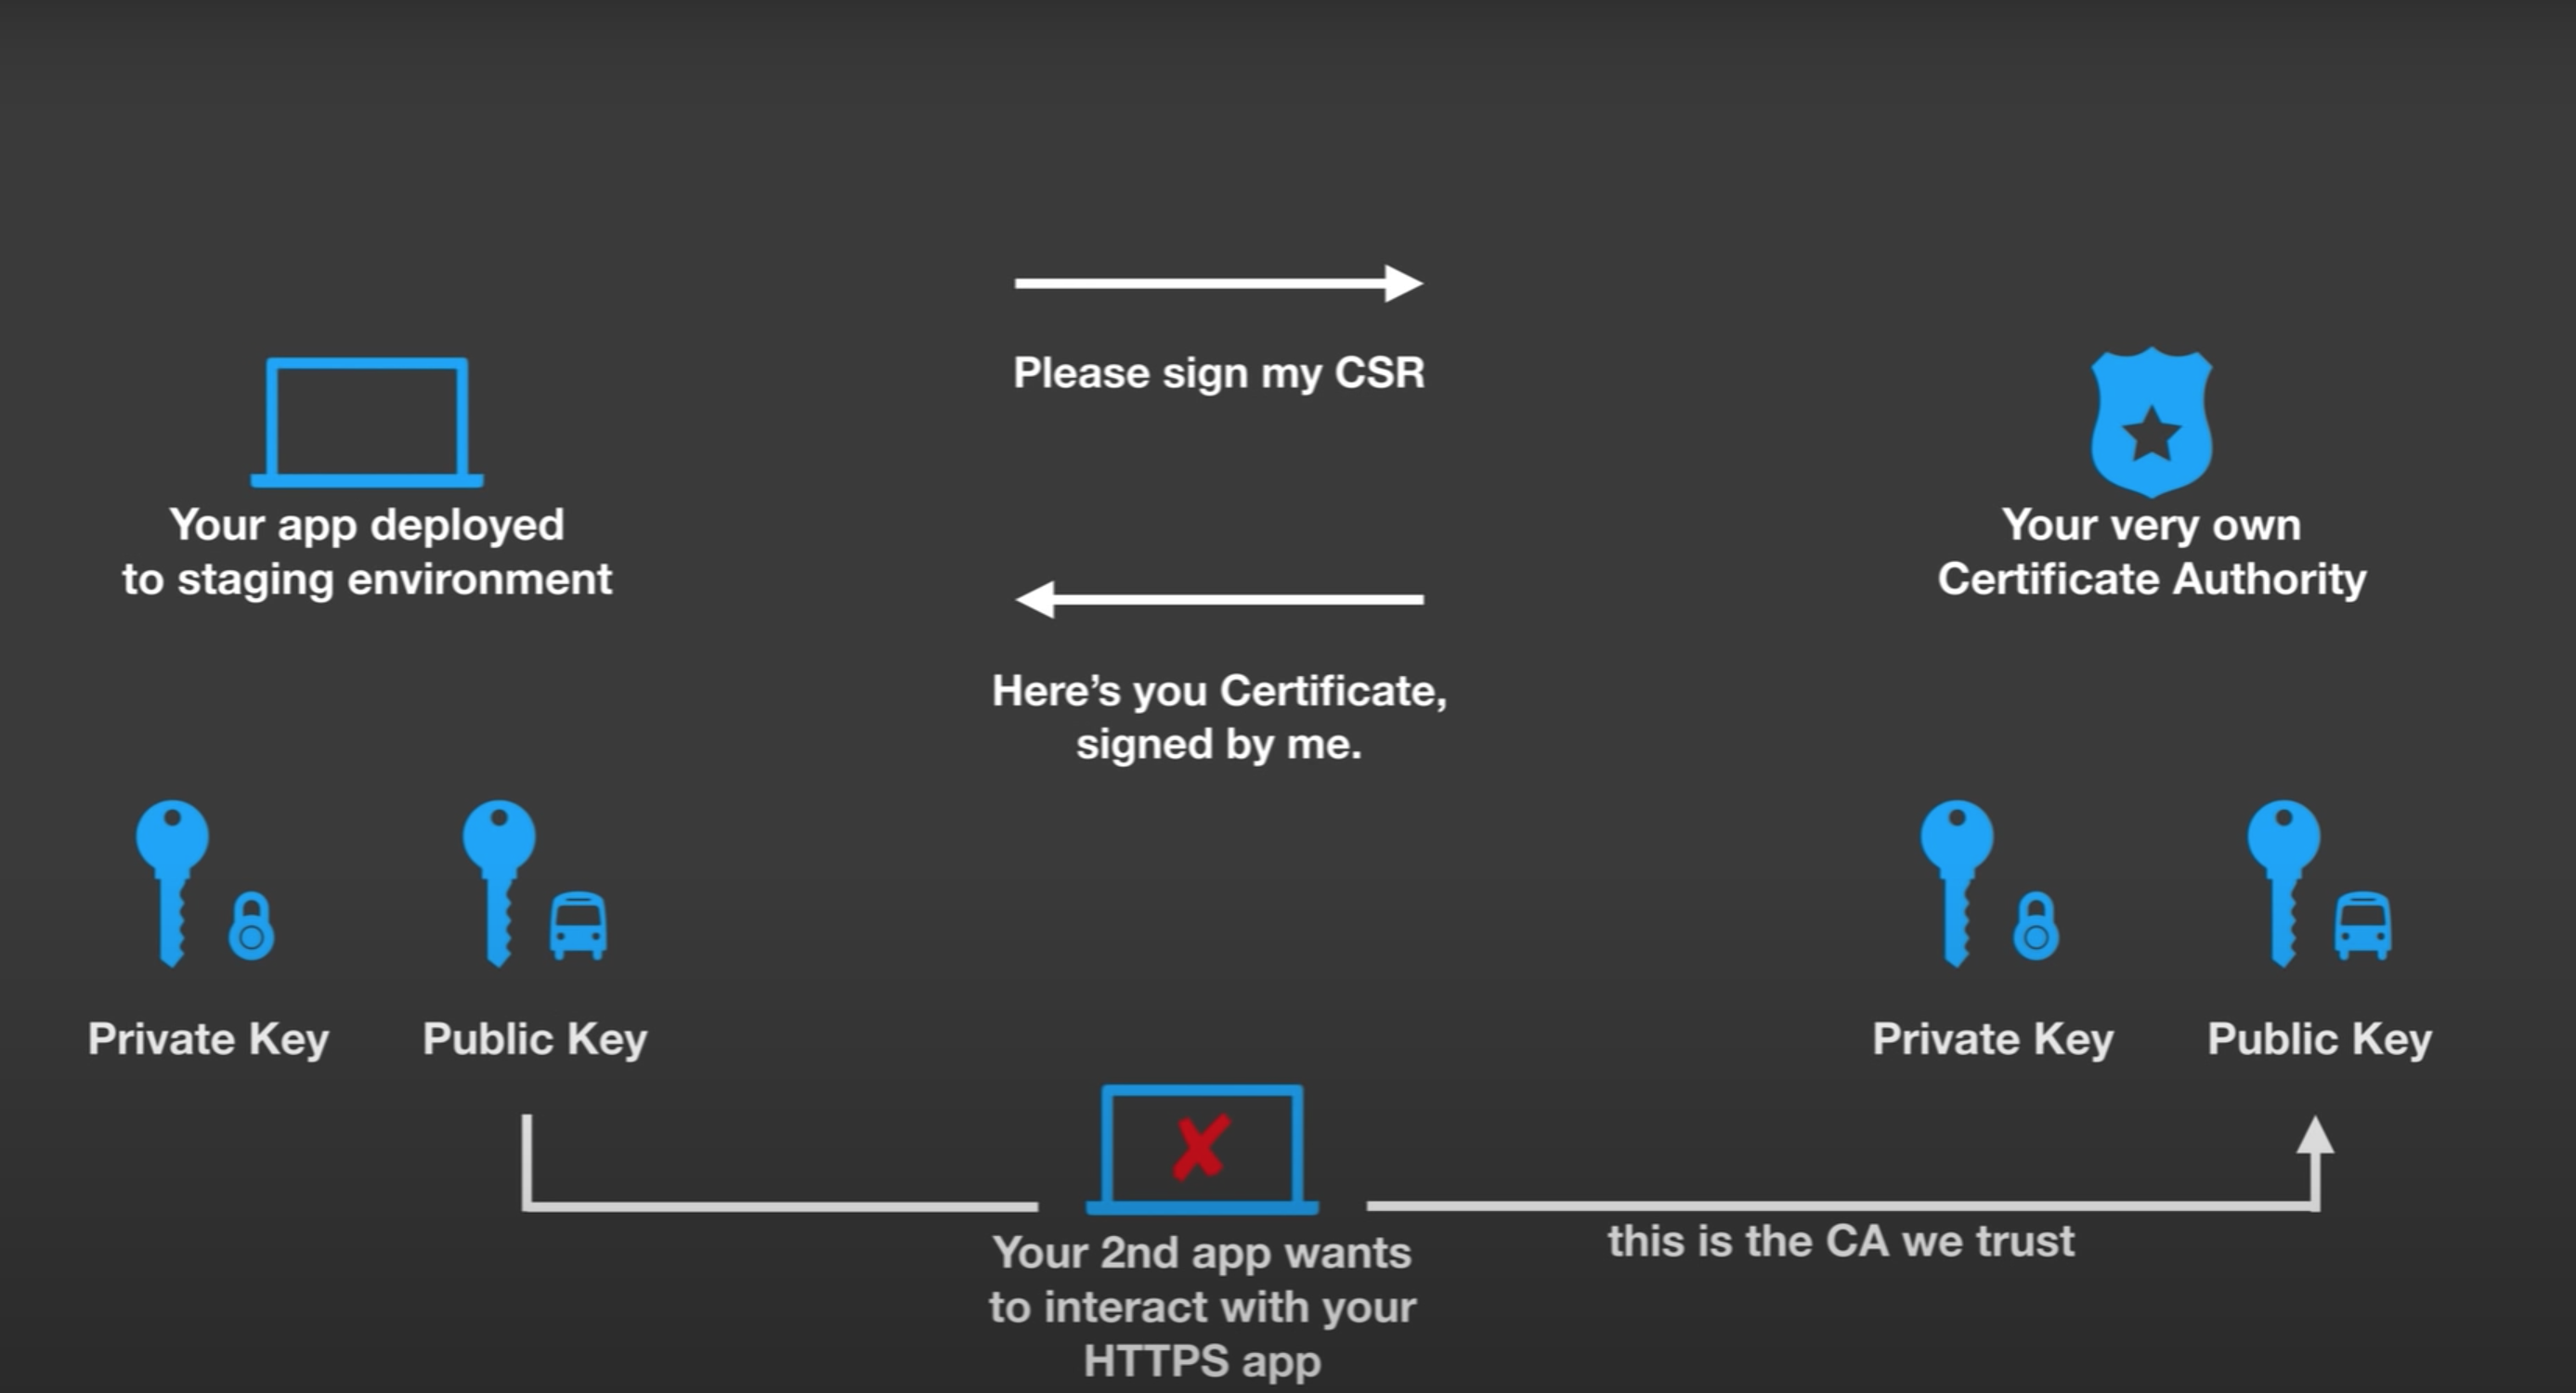 Please sign my CSR
Your app deployed
to staging environment
Your very own
Certificate Authority
Here’s you Certificate,
signed by me.
Private Key
Public Key
Private Key
Public Key
this is the CA we trust
Your 2nd app wants
to interact with your
HTTPS app